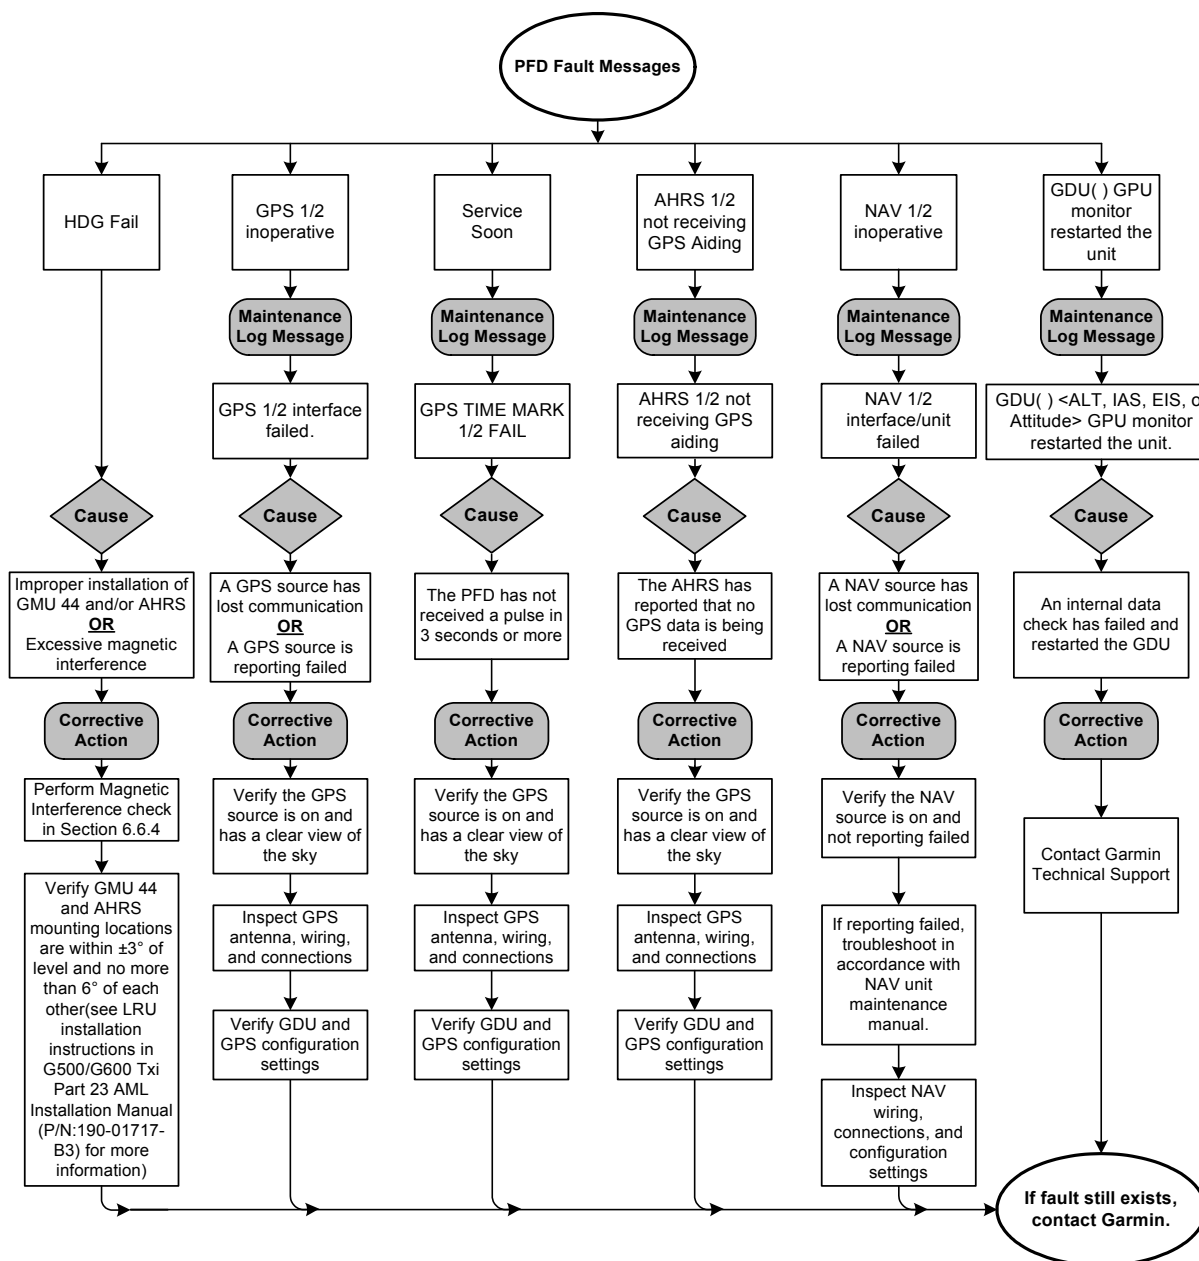 PFD Fault Messages
HDG Fail
GPS 1/2
inoperative
Service
Soon
AHRS 1/2
not receiving
GPS Aiding
NAV 1/2
inoperative
GDU( ) GPU
monitor
restarted the
unit
Maintenance
Log Message
Maintenance
Log Message
Maintenance
Log Message
Maintenance
Log Message
Maintenance
Log Message
GPS 1/2 interface
failed.
GPS TIME MARK
1/2 FAIL
AHRS 1/2 not
receiving GPS
aiding
NAV 1/2
interface/unit
failed
GDU( ) <ALT, IAS, EIS, o
Attitude> GPU monitor
restarted the unit.
Cause
Cause
Cause
Cause
Cause
Cause
Improper installation of
GMU 44 and/or AHRS
OR
Excessive magnetic
interference
A GPS source has
lost communication
OR
A GPS source is
reporting failed
The PFD has not
received a pulse in
3 seconds or more
The AHRS has
reported that no
GPS data is being
received
A NAV source has
lost communication
OR
A NAV source is
reporting failed
An internal data
check has failed and
restarted the GDU
Corrective
Action
Corrective
Action
Corrective
Action
Corrective
Action
Corrective
Action
Corrective
Action
Perform Magnetic
Interference check
in Section 6.6.4
Verify GMU 44
and AHRS
mounting locations
are within ±3° of
level and no more
than 6° of each
other(see LRU
installation
instructions in
G500/G600 Txi
Part 23 AML
Installation Manual
(P/N:190-01717-
B3) for more
information)
Verify the GPS
source is on and
has a clear view of
the sky
Inspect GPS
antenna, wiring,
and connections
Verify GDU and
GPS configuration
settings
Verify the GPS
source is on and
has a clear view of
the sky
Inspect GPS
antenna, wiring,
and connections
Verify GDU and
GPS configuration
settings
Verify the GPS
source is on and
has a clear view of
the sky
Inspect GPS
antenna, wiring,
and connections
Verify GDU and
GPS configuration
settings
Verify the NAV
source is on and
not reporting failed
If reporting failed,
troubleshoot in
accordance with
NAV unit
maintenance
manual.
Inspect NAV
wiring,
connections, and
configuration
settings
Contact Garmin
Technical Support
If fault still exists,
contact Garmin.